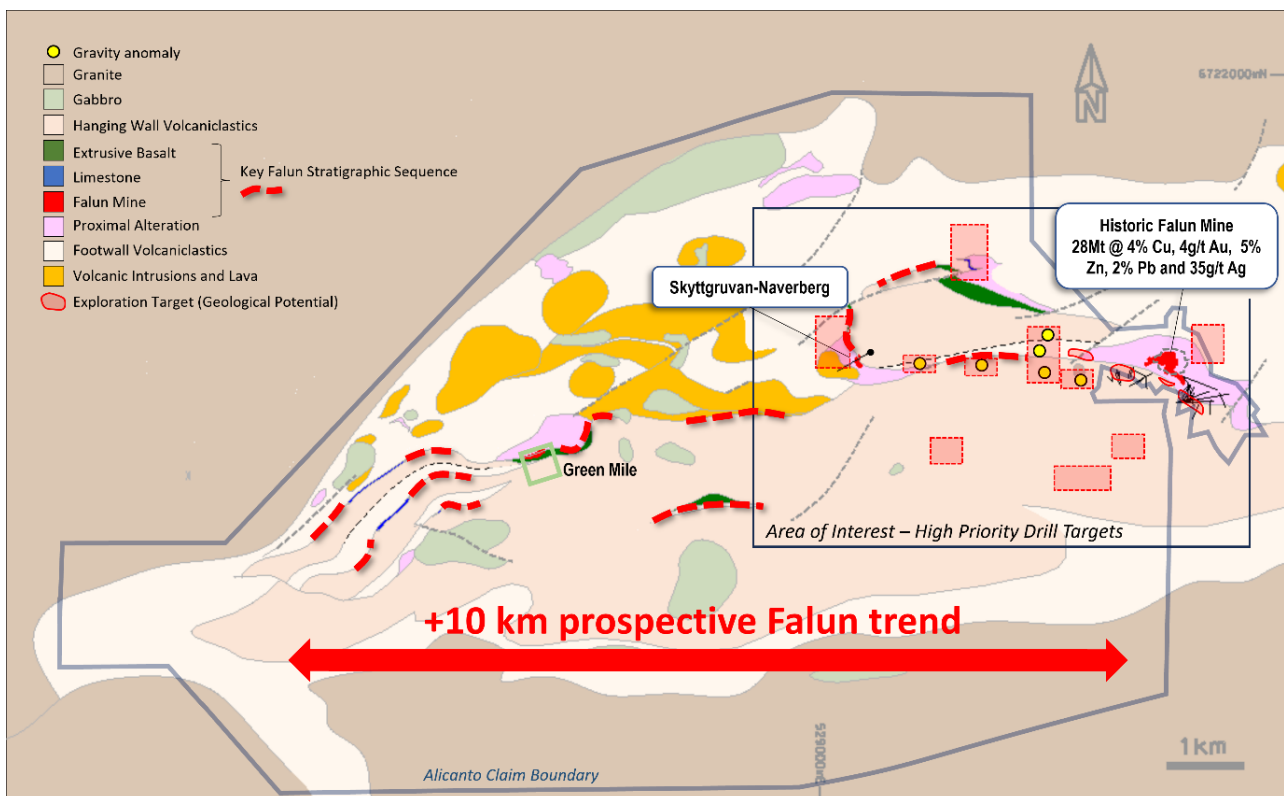 Gravity anomaly
Granite
Gabbro
Hanging Wall Volcaniclastics
Extrusive Basalt
Limestone
Falun Mine
Key Falun Stratigraphic Sequence
Proximal Alteration
Footwall Volcaniclastics
Volcanic Intrusions and Lava
Exploration Target (Geological Potential)
N
6722000mN
Historic Falun Mine
28Mt @ 4% Cu, 4g/t Au, 5%
Zn, 2% Pb and 35g/t Ag
Skyttgruvan-Naverberg
Green Mile
x
Area of Interest – High Priority Drill Targets
+10 km prospective Falun trend
1km
Alicanto Claim Boundary